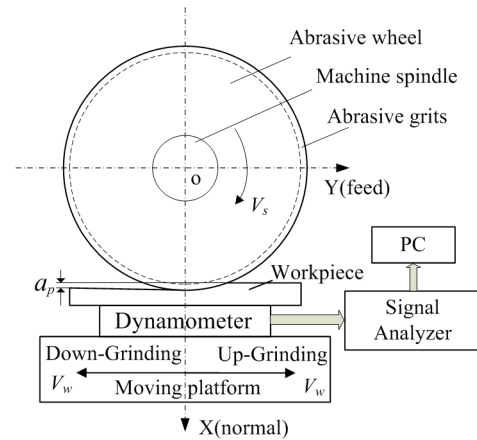 Abrasive wheel
Machine spindle
Abrasive grits
o
Y(feed)
Vs
PC
ap
Workpiece
Dynamometer
Signal
Analyzer
Down-Grinding Up-Grinding
Vw Moving platform Vw
X(normal)